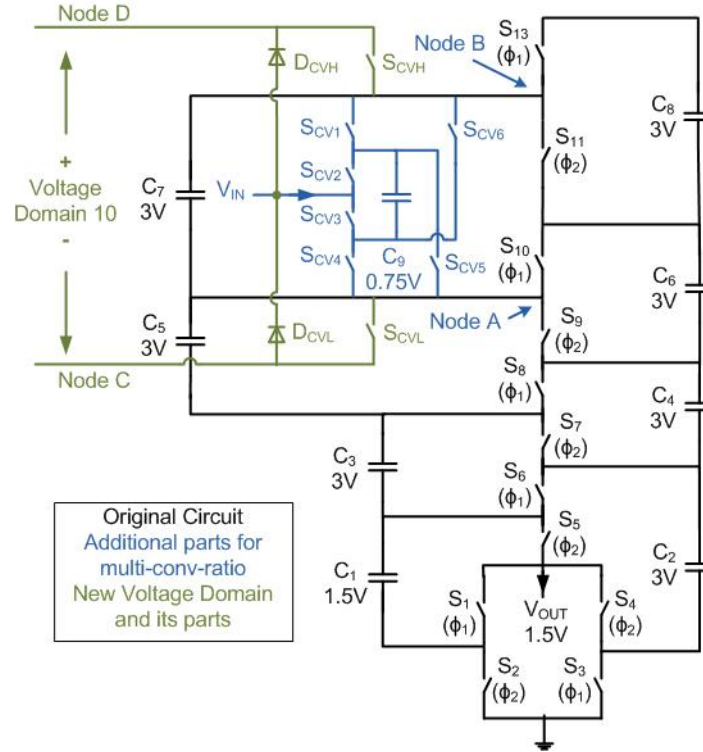 Node D
Node B
S13
(ϕ1)
DCVH
SCVH
C8
3V
SCV1
SCV6
S11
(ϕ2)
+
Voltage
Domain 10
-
C7
3V
VIN
SCV2
SCV3
SCV4
C9
0.75V
SCV5
S10
(ϕ1)
C6
3V
Node A
C5
3V
S9
(ϕ2)
DCVL
SCVL
Node C
S8
(ϕ1)
C4
3V
S7
(ϕ2)
C3
3V
S6
(ϕ1)
S5
(ϕ2)
Original Circuit
Additional parts for
multi-conv-ratio
New Voltage Domain
and its parts
C1
1.5V
C2
3V
S1
(ϕ1)
VOUT
1.5V
S4
(ϕ2)
S2
(ϕ2)
S3
(ϕ1)